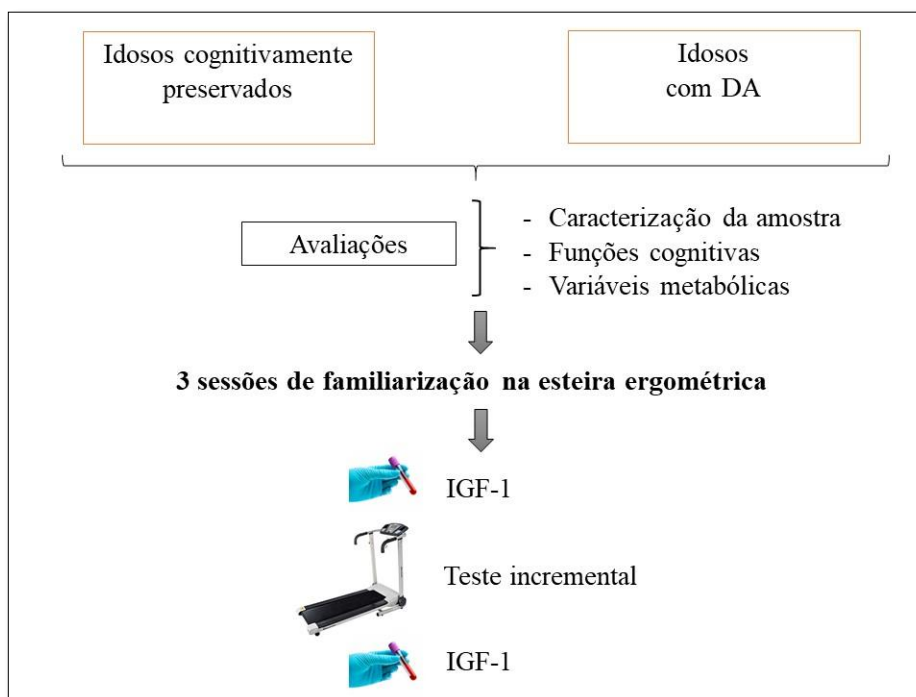 Idosos cognitivamente
preservados
Idosos
com DA
Avaliações
- Caracterização da amostra
- Funções cognitivas
- Variáveis metabólicas
3 sessões de familiarização na esteira ergométrica
IGF-1
Teste incremental
IGF-1